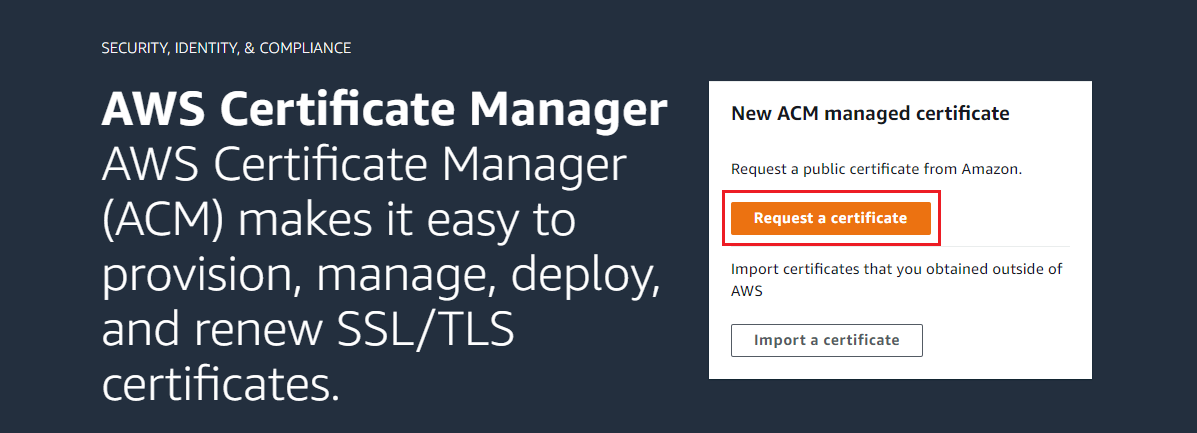 SECURITY, IDENTITY, & COMPLIANCE
AWS Certificate Manager
AWS Certificate Manager
(ACM) makes it easy to
provision, manage, deploy,
and renew SSL/TLS
certificates.
New ACM managed certificate
Request a public certificate from Amazon.
Request a certificate
Import certificates that you obtained outside of
AWS
Import a certificate